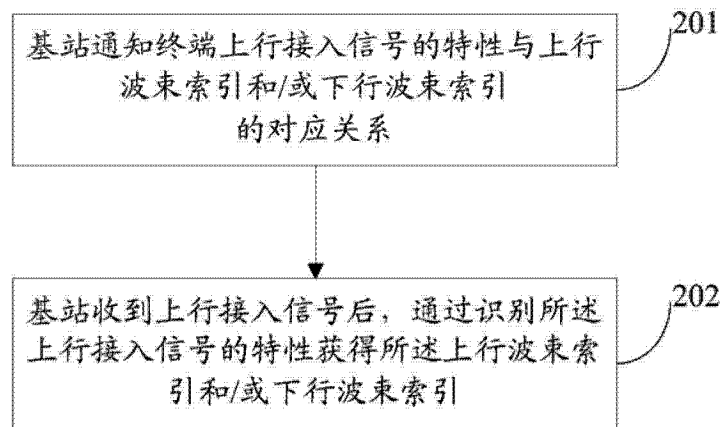 基站通知终端上行接入信号的特性与上行
波束索引和/或下行波束索引
的对应关系
201
基站收到上行接入信号后，通过识别所述
上行接入信号的特性获得所述上行波束索
引和/或下行波束索引
202